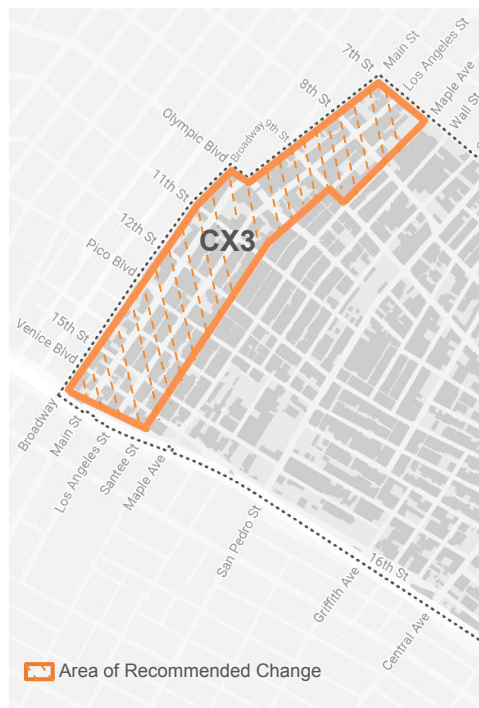 7th St
Main St
Los Angeles St
Maple Ave
Wall St
8th St
9th St
Broadway
Olympic Blvd
11th St
12th St
Pico Blvd
15th St
Venice Blvd
CX3
Broadway
Main St
Los Angeles St
Santee St
Maple Ave
San Pedro St
16th St
Griffith Ave
Central Ave
Area of Recommended Change